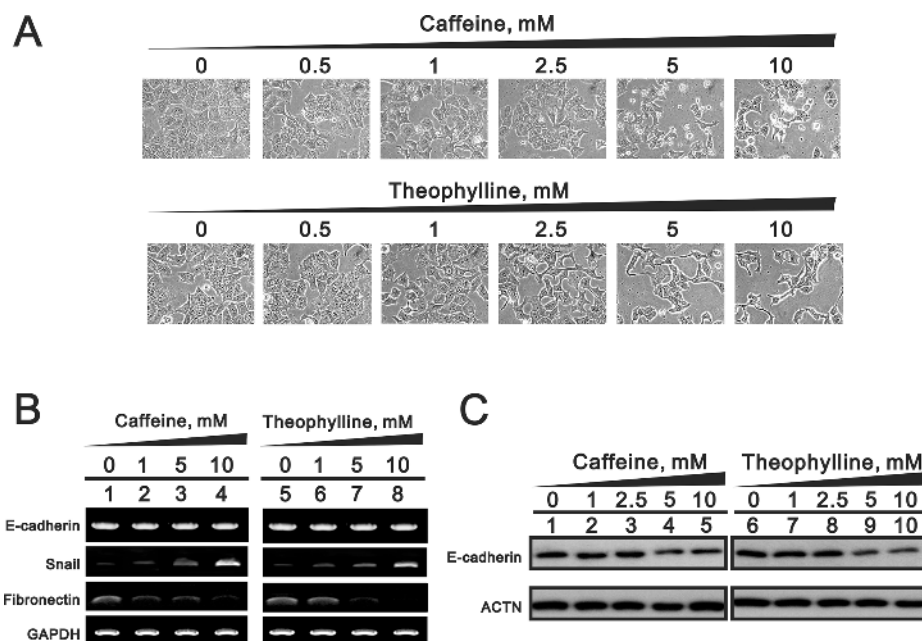 A
Caffeine, mM
0 0.5 1 2.5 5 10
Theophylline, mM
0 0.5 1 2.5 5 10
B
Caffeine, mM Theophylline, mM
0 1 5 10 0 1 5 10
1 2 3 4 5 6 7 8
E-cadherin
Snail
Fibronectin
GAPDH
C
Caffeine, mM Theophylline, mM
0 1 2.5 5 10 0 1 2.5 5 10
1 2 3 4 5 6 7 8 9 10
E-cadherin
ACTN